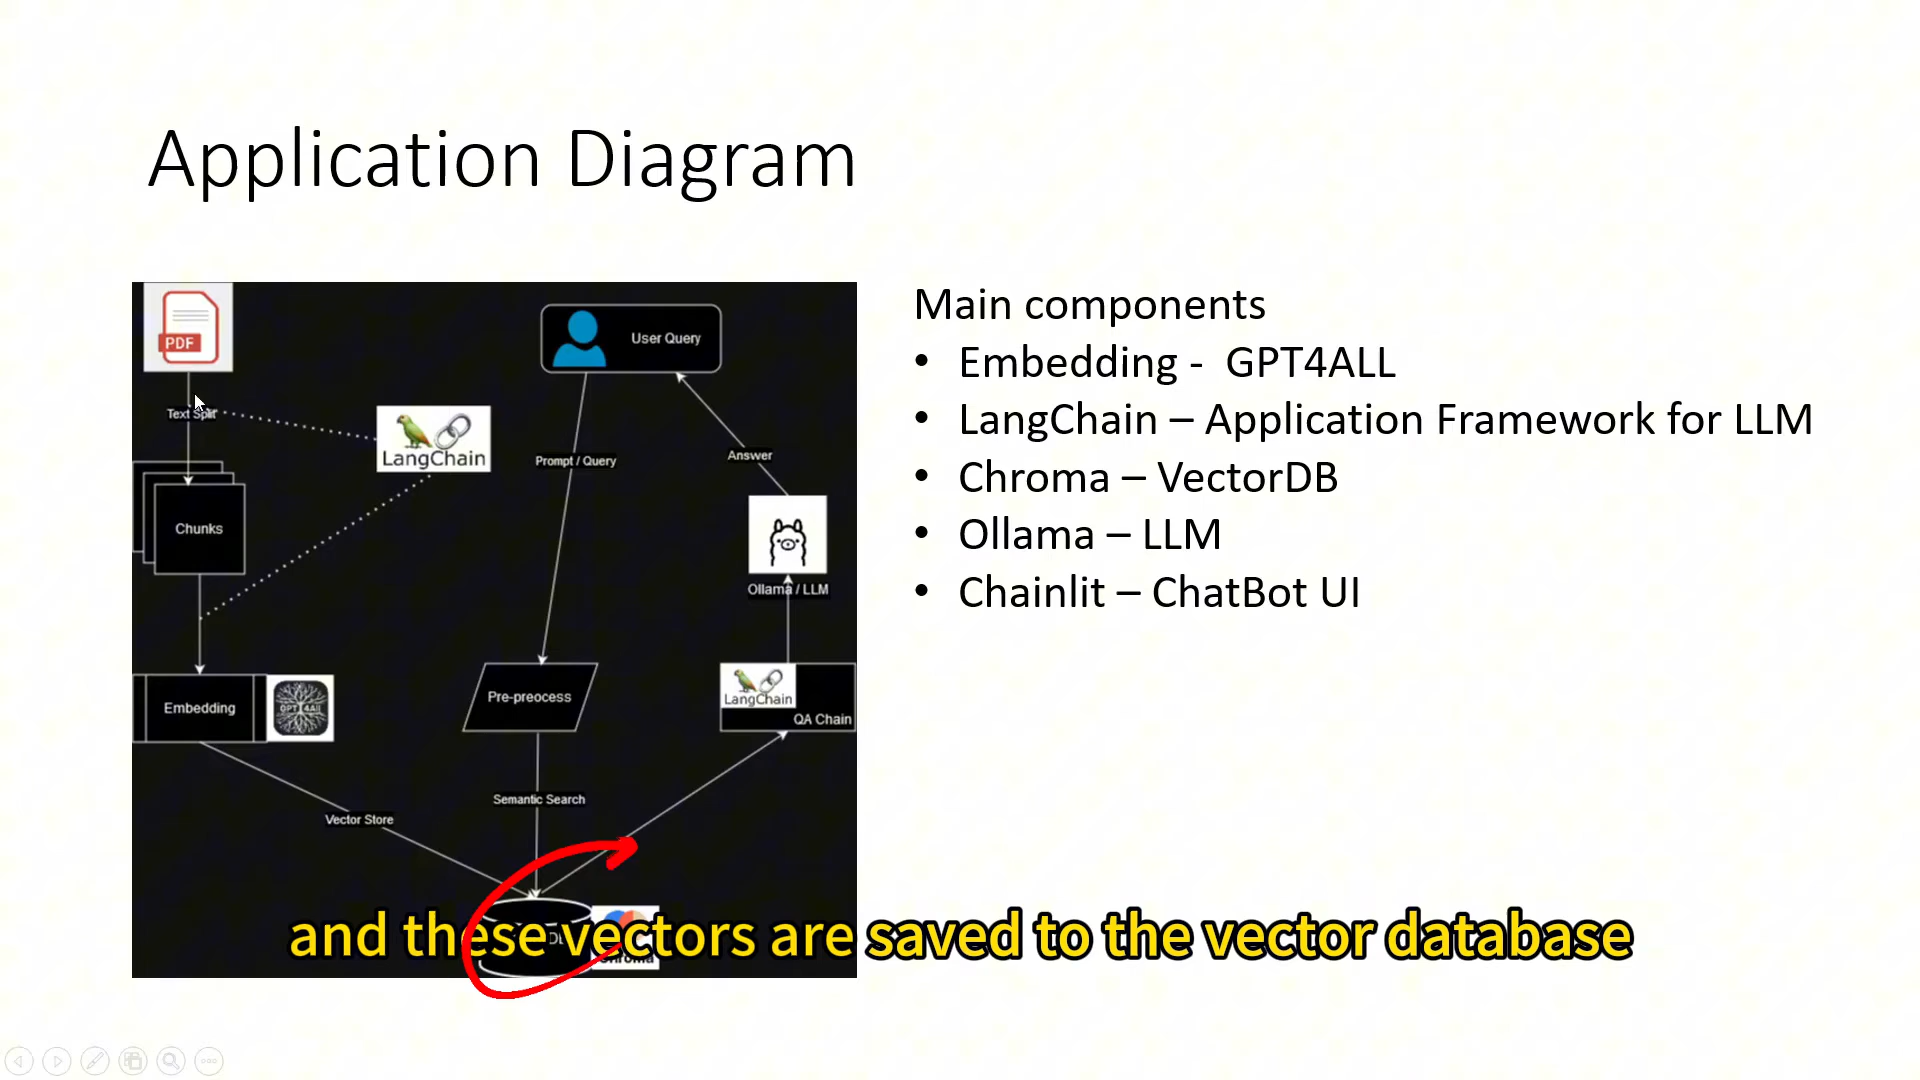 Application Diagram
PDF
User Query
Text Split
LangChain
Prompt / Query
Answer
Chunks
Ollama / LLM
Embedding
GPT4All
Pre-preocess
LangChain
QA Chain
Semantic Search
Vector Store
Chroma
Main components
• Embedding - GPT4ALL
• LangChain – Application Framework for LLM
• Chroma – VectorDB
• Ollama – LLM
• Chainlit – ChatBot UI
and these vectors are saved to the vector database